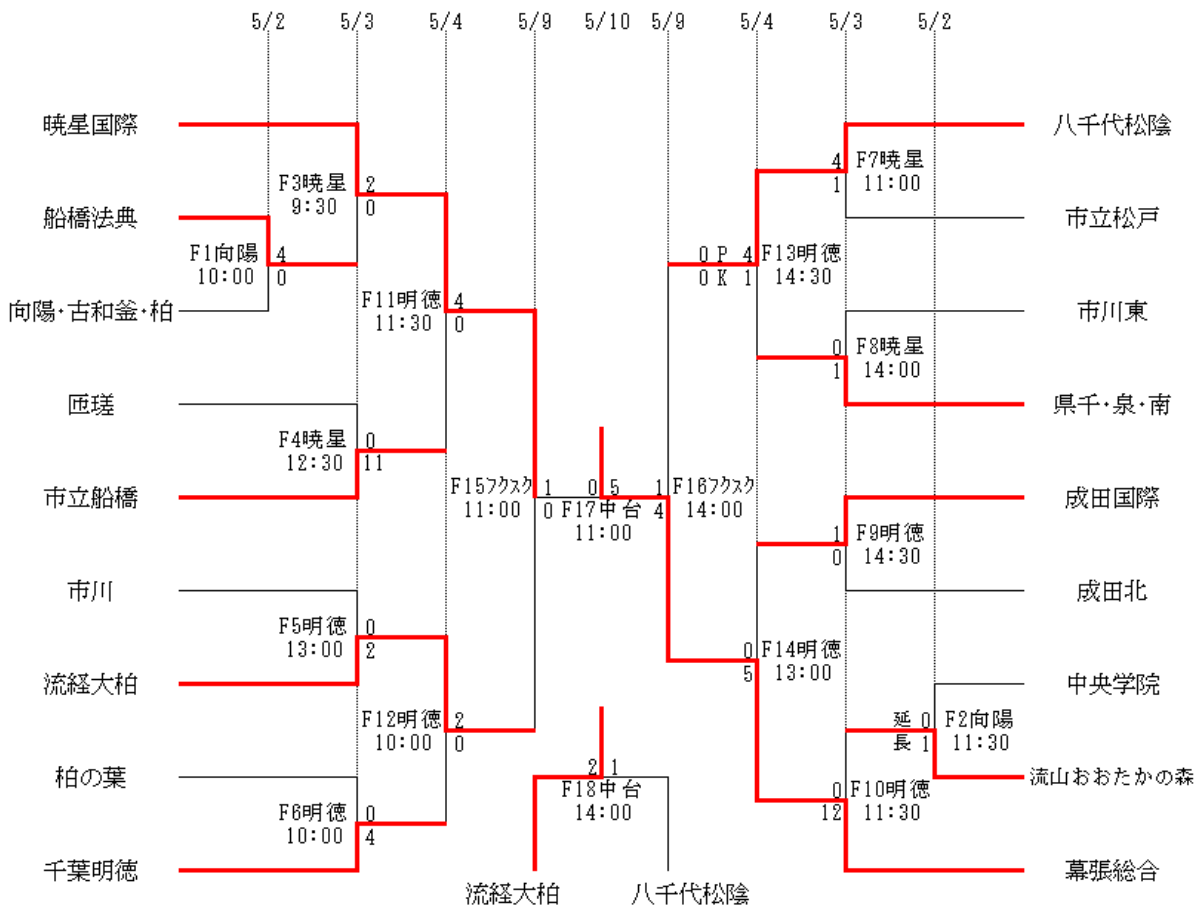 5/2 5/3 5/4 5/9 5/10 5/9 5/4 5/3 5/2
暁星国際
八千代松陰
F3暁星 2
9:30 0
4 F7暁星
1 11:00
船橋法典
市立松戸
F1向陽 4
10:00 0
0 P 4 F13明徳
0 K 1 14:30
向陽・古和釜・柏
F11明徳 4
11:30 0
市川東
0 F8暁星
1 14:00
匝瑳
県千・泉・南
F4暁星 0
12:30 11
市立船橋
F15フクスク 1
11:00 0
0 5
F17中台
11:00
1 F16フクスク
4 14:00
成田国際
1 F9明徳
0 14:30
市川
成田北
F5明徳 0
13:00 2
0 F14明徳
5 13:00
流経大柏
中央学院
F12明徳 2
10:00 0
延 0 F2向陽
長 1 11:30
柏の葉
2 1
F18中台
14:00
流山おおたかの森
F6明徳 0
10:00 4
0 F10明徳
12 11:30
千葉明徳
幕張総合
流経大柏 八千代松陰